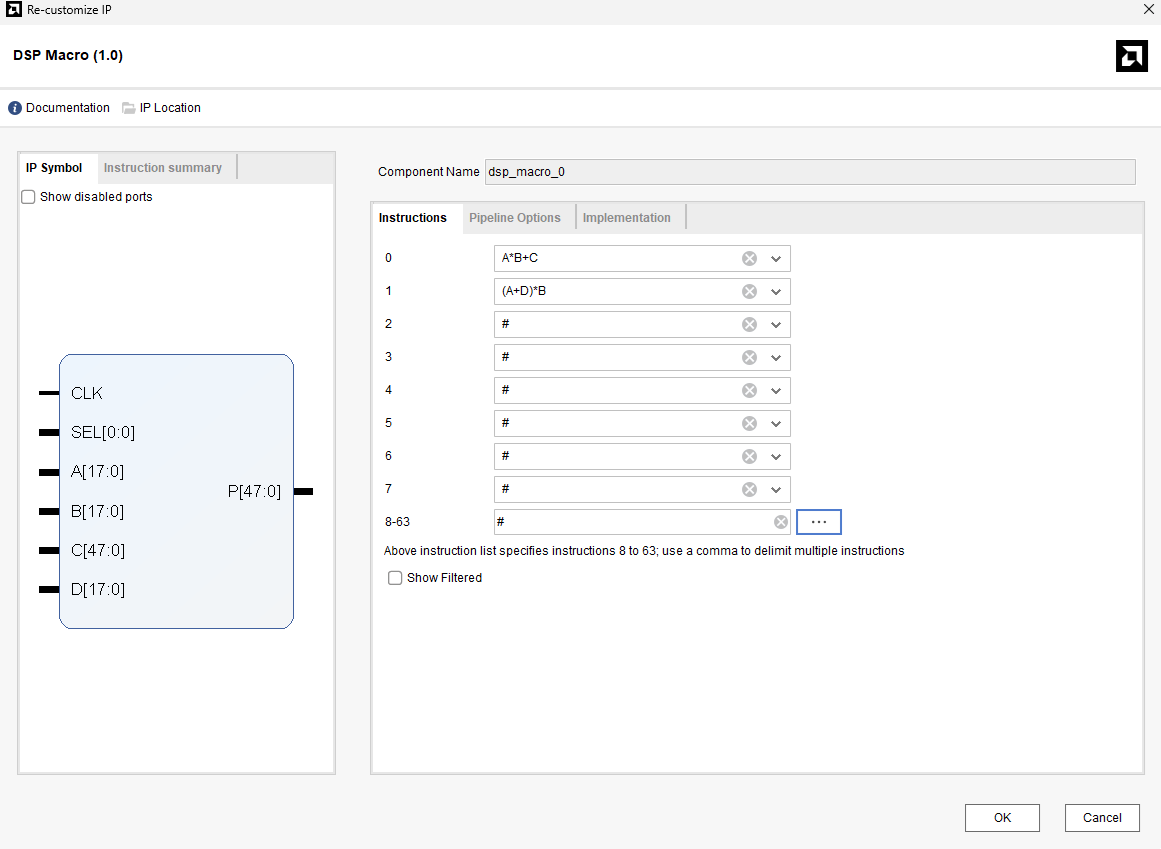 Re-customize IP
DSP Macro (1.0)
Documentation IP Location
IP Symbol Instruction summary
Show disabled ports
CLK
SEL[0:0]
A[17:0]
B[17:0]
C[47:0]
D[17:0]
P[47:0]
Component Name dsp_macro_0
Instructions Pipeline Options Implementation
0 A*B+C
1 (A+D)*B
2 #
3 #
4 #
5 #
6 #
7 #
8-63 # ...
Above instruction list specifies instructions 8 to 63; use a comma to delimit multiple instructions
Show Filtered
OK Cancel